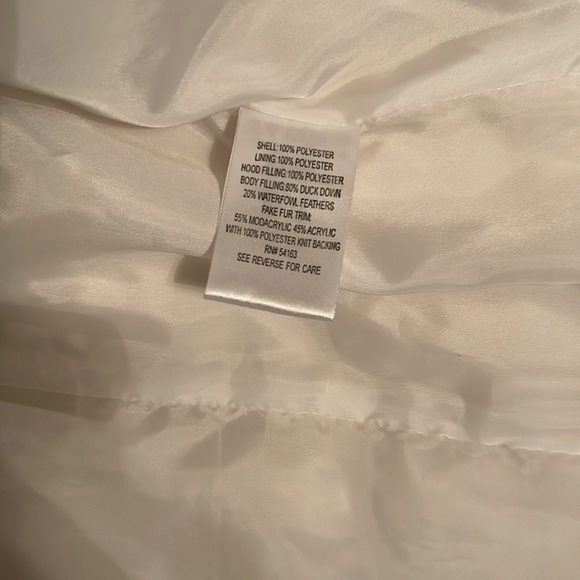 SHELL:100% POLYESTER
LINING:100% POLYESTER
HOOD FILLING:100% POLYESTER
BODY FILLING:80% DUCK DOWN
20% WATERFOWL FEATHERS
FAKE FUR TRIM:
55% MODACRYLIC 45% ACRYLIC
WITH 100% POLYESTER KNIT BACKING
RN# 54163
SEE REVERSE FOR CARE